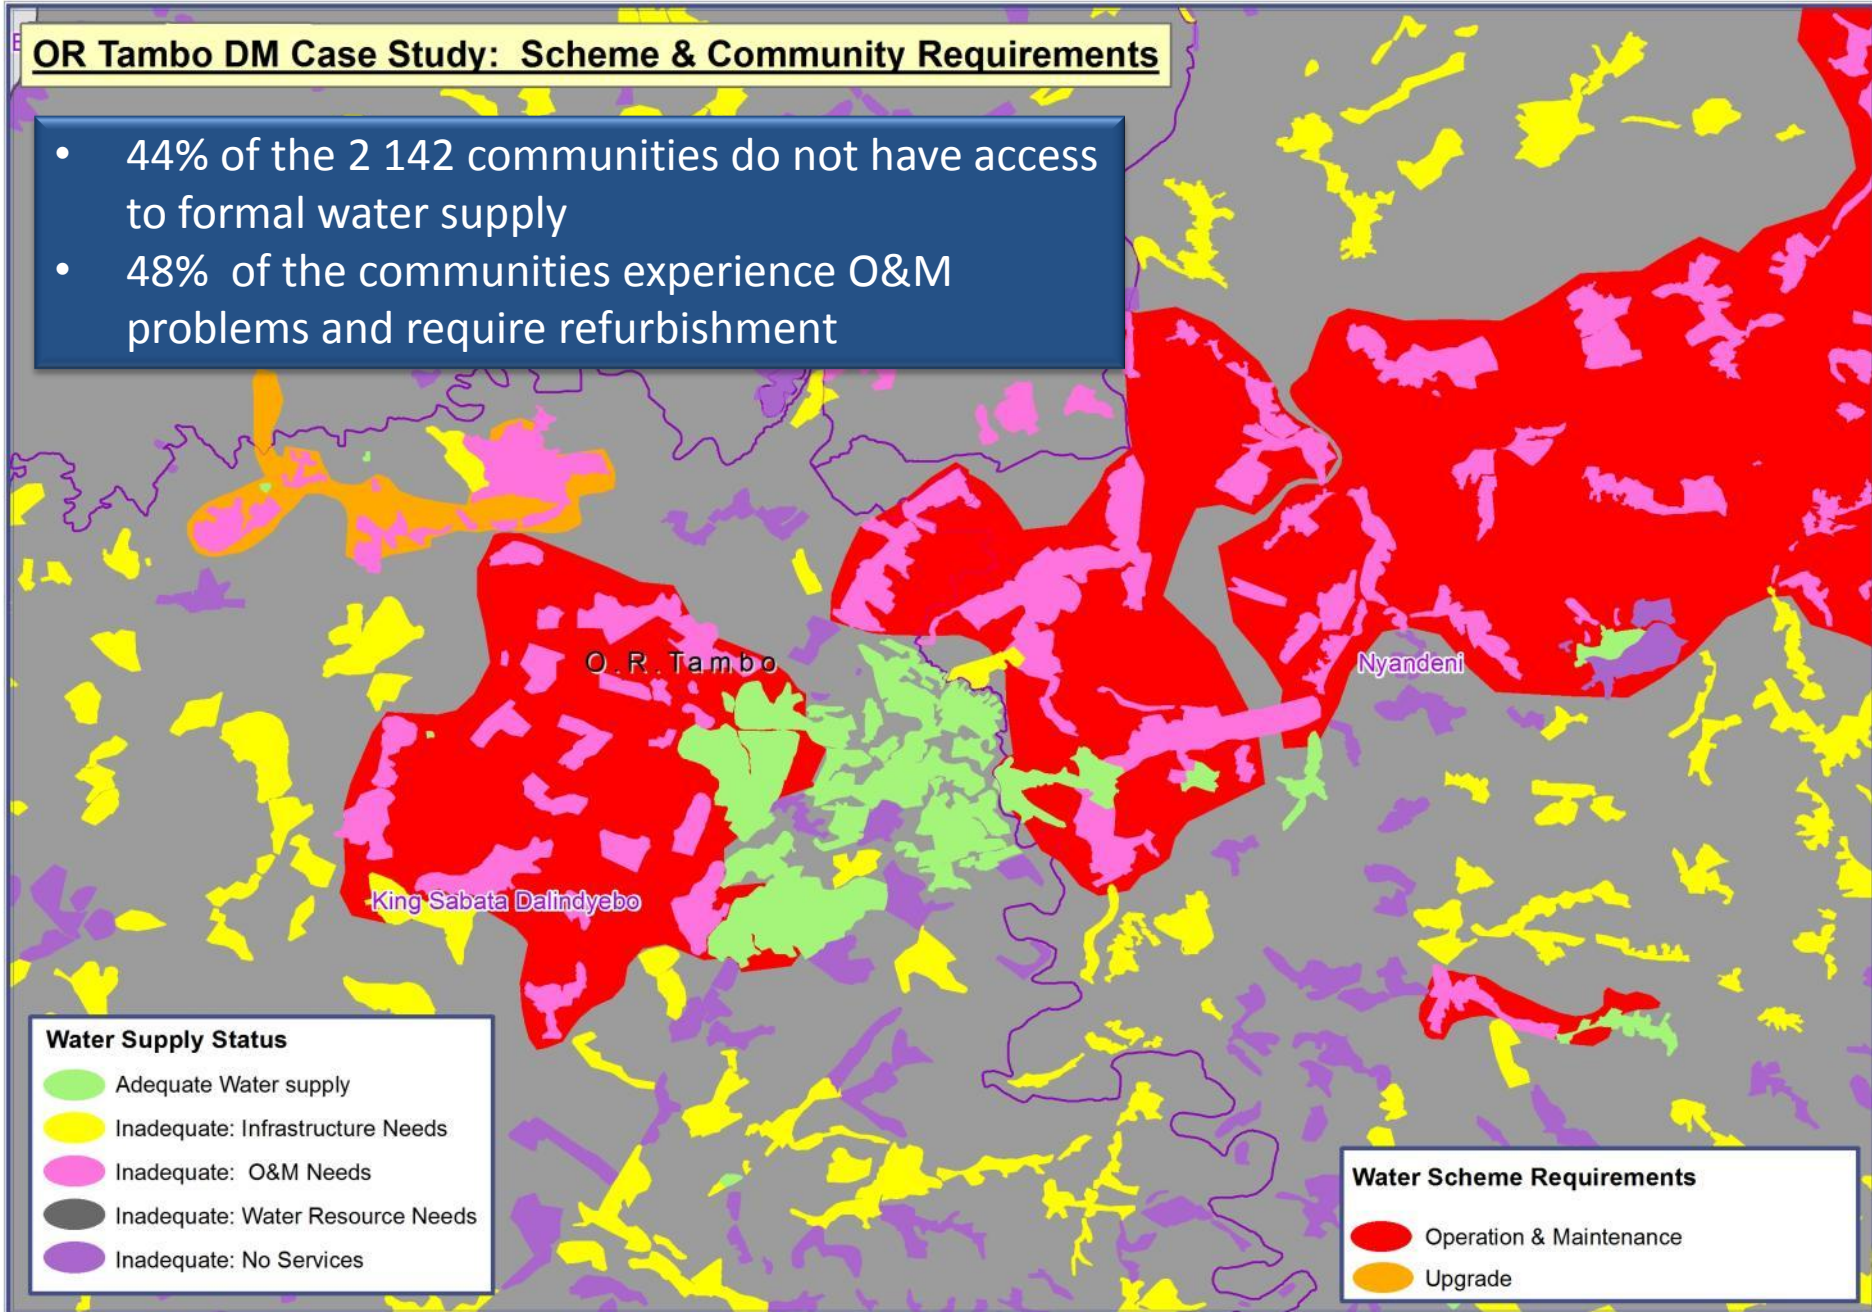 OR Tambo DM Case Study: Scheme & Community Requirements
• 44% of the 2 142 communities do not have access
to formal water supply
• 48% of the communities experience O&M
problems and require refurbishment
O.R.Tambo
Nyandeni
King Sabata Dalindyebo
Water Supply Status
Adequate Water supply
Inadequate: Infrastructure Needs
Inadequate: O&M Needs
Inadequate: Water Resource Needs
Inadequate: No Services
Water Scheme Requirements
Operation & Maintenance
Upgrade